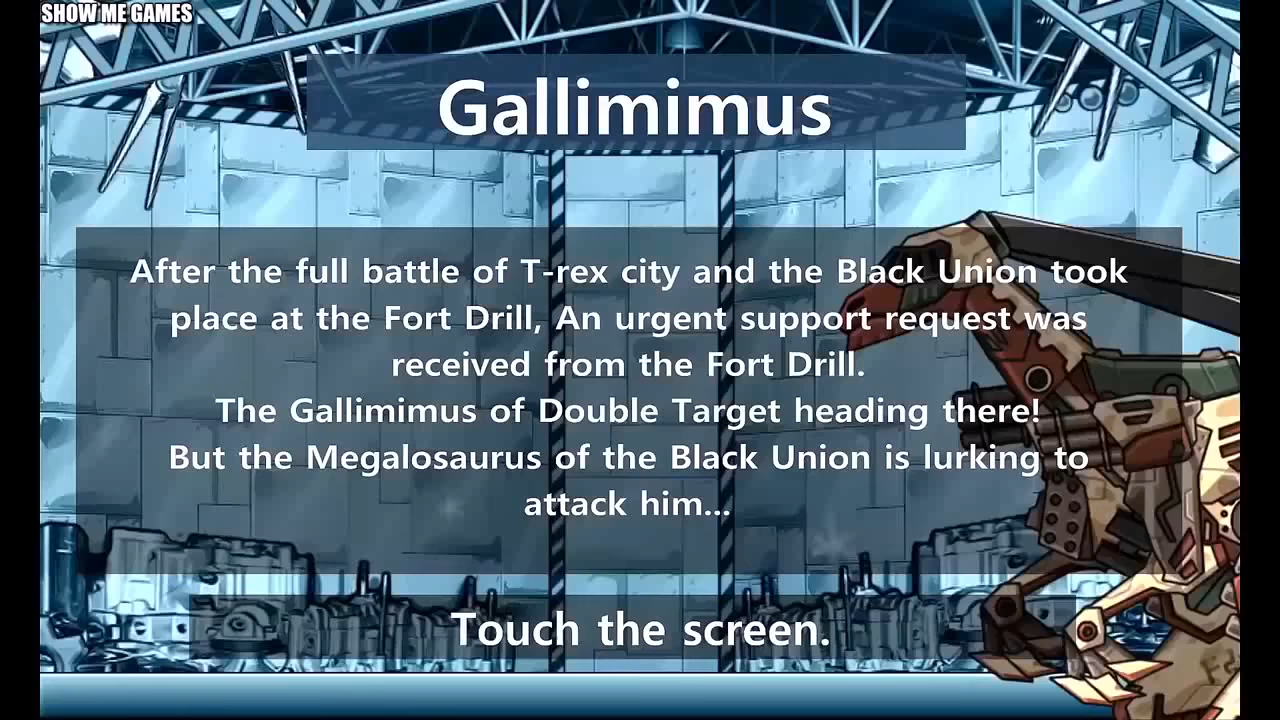 SHOW ME GAMES
Gallimimus
After the full battle of T-rex city and the Black Union took
place at the Fort Drill, An urgent support request was
received from the Fort Drill.
The Gallimimus of Double Target heading there!
But the Megalosaurus of the Black Union is lurking to
attack him...
Touch the screen.